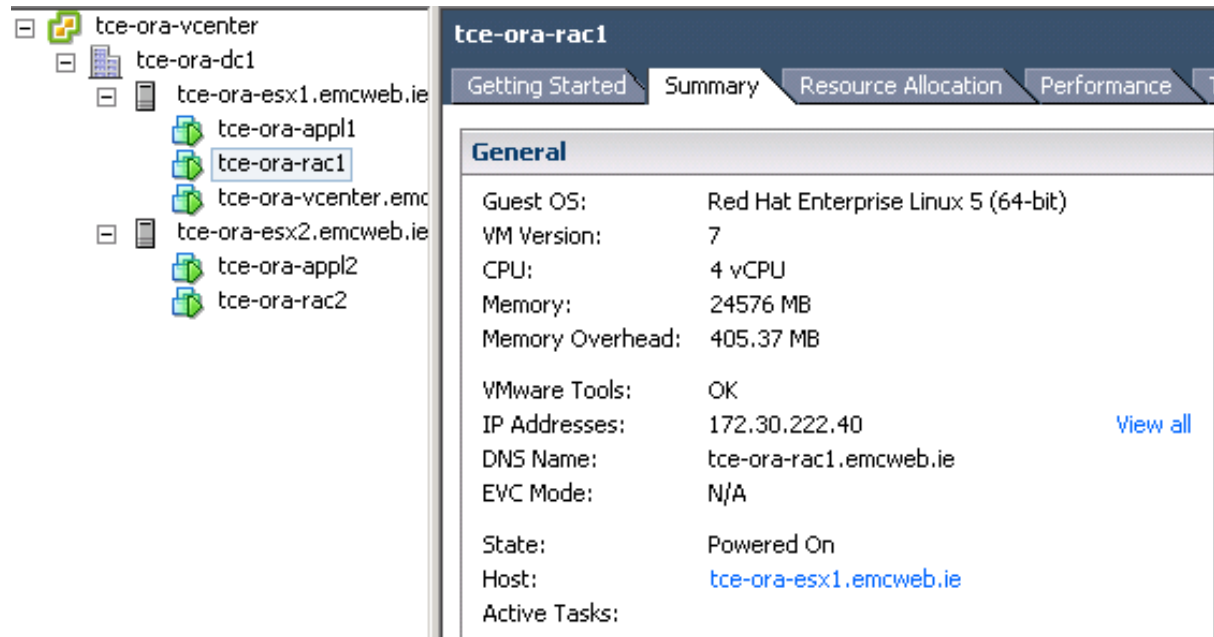 tce-ora-vcenter
tce-ora-dc1
tce-ora-esx1.emcweb.ie
tce-ora-appl1
tce-ora-rac1
tce-ora-vcenter.emc
tce-ora-esx2.emcweb.ie
tce-ora-appl2
tce-ora-rac2
tce-ora-rac1
Getting Started Summary Resource Allocation Performance
General
Guest OS: Red Hat Enterprise Linux 5 (64-bit)
VM Version: 7
CPU: 4 vCPU
Memory: 24576 MB
Memory Overhead: 405.37 MB
VMware Tools: OK
IP Addresses: 172.30.222.40 View all
DNS Name: tce-ora-rac1.emcweb.ie
EVC Mode: N/A
State: Powered On
Host: tce-ora-esx1.emcweb.ie
Active Tasks: